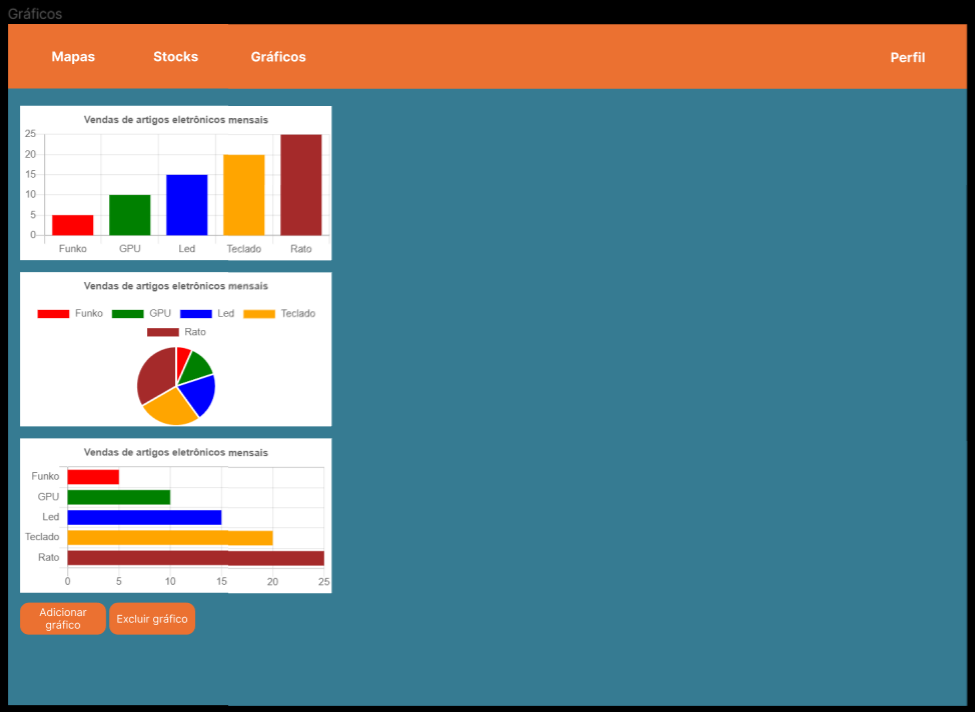 Gráficos
Mapas Stocks Gráficos Perfil
Vendas de artigos eletrônicos mensais
25
20
15
10
5
0
Funko GPU Led Teclado Rato
Vendas de artigos eletrônicos mensais
Funko GPU Led Teclado
Rato
Vendas de artigos eletrônicos mensais
Funko
GPU
Led
Teclado
Rato
0 5 10 15 20 25
Adicionar
gráfico
Excluir gráfico